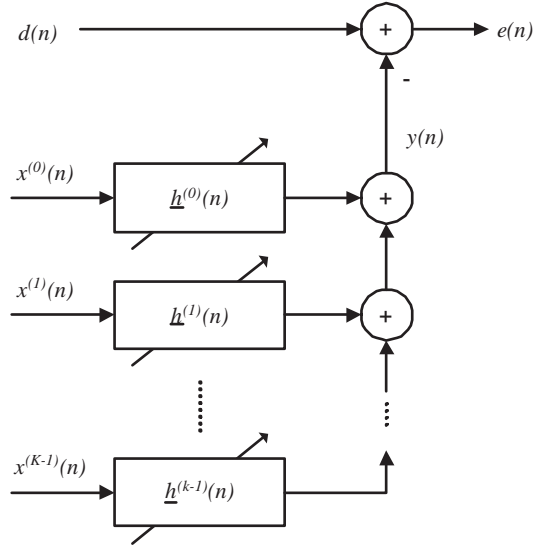 d(n)
+
e(n)
-
y(n)
x^(0)(n)
h^(0)(n)
+
x^(1)(n)
h^(1)(n)
+
x^(K-1)(n)
h^(k-1)(n)